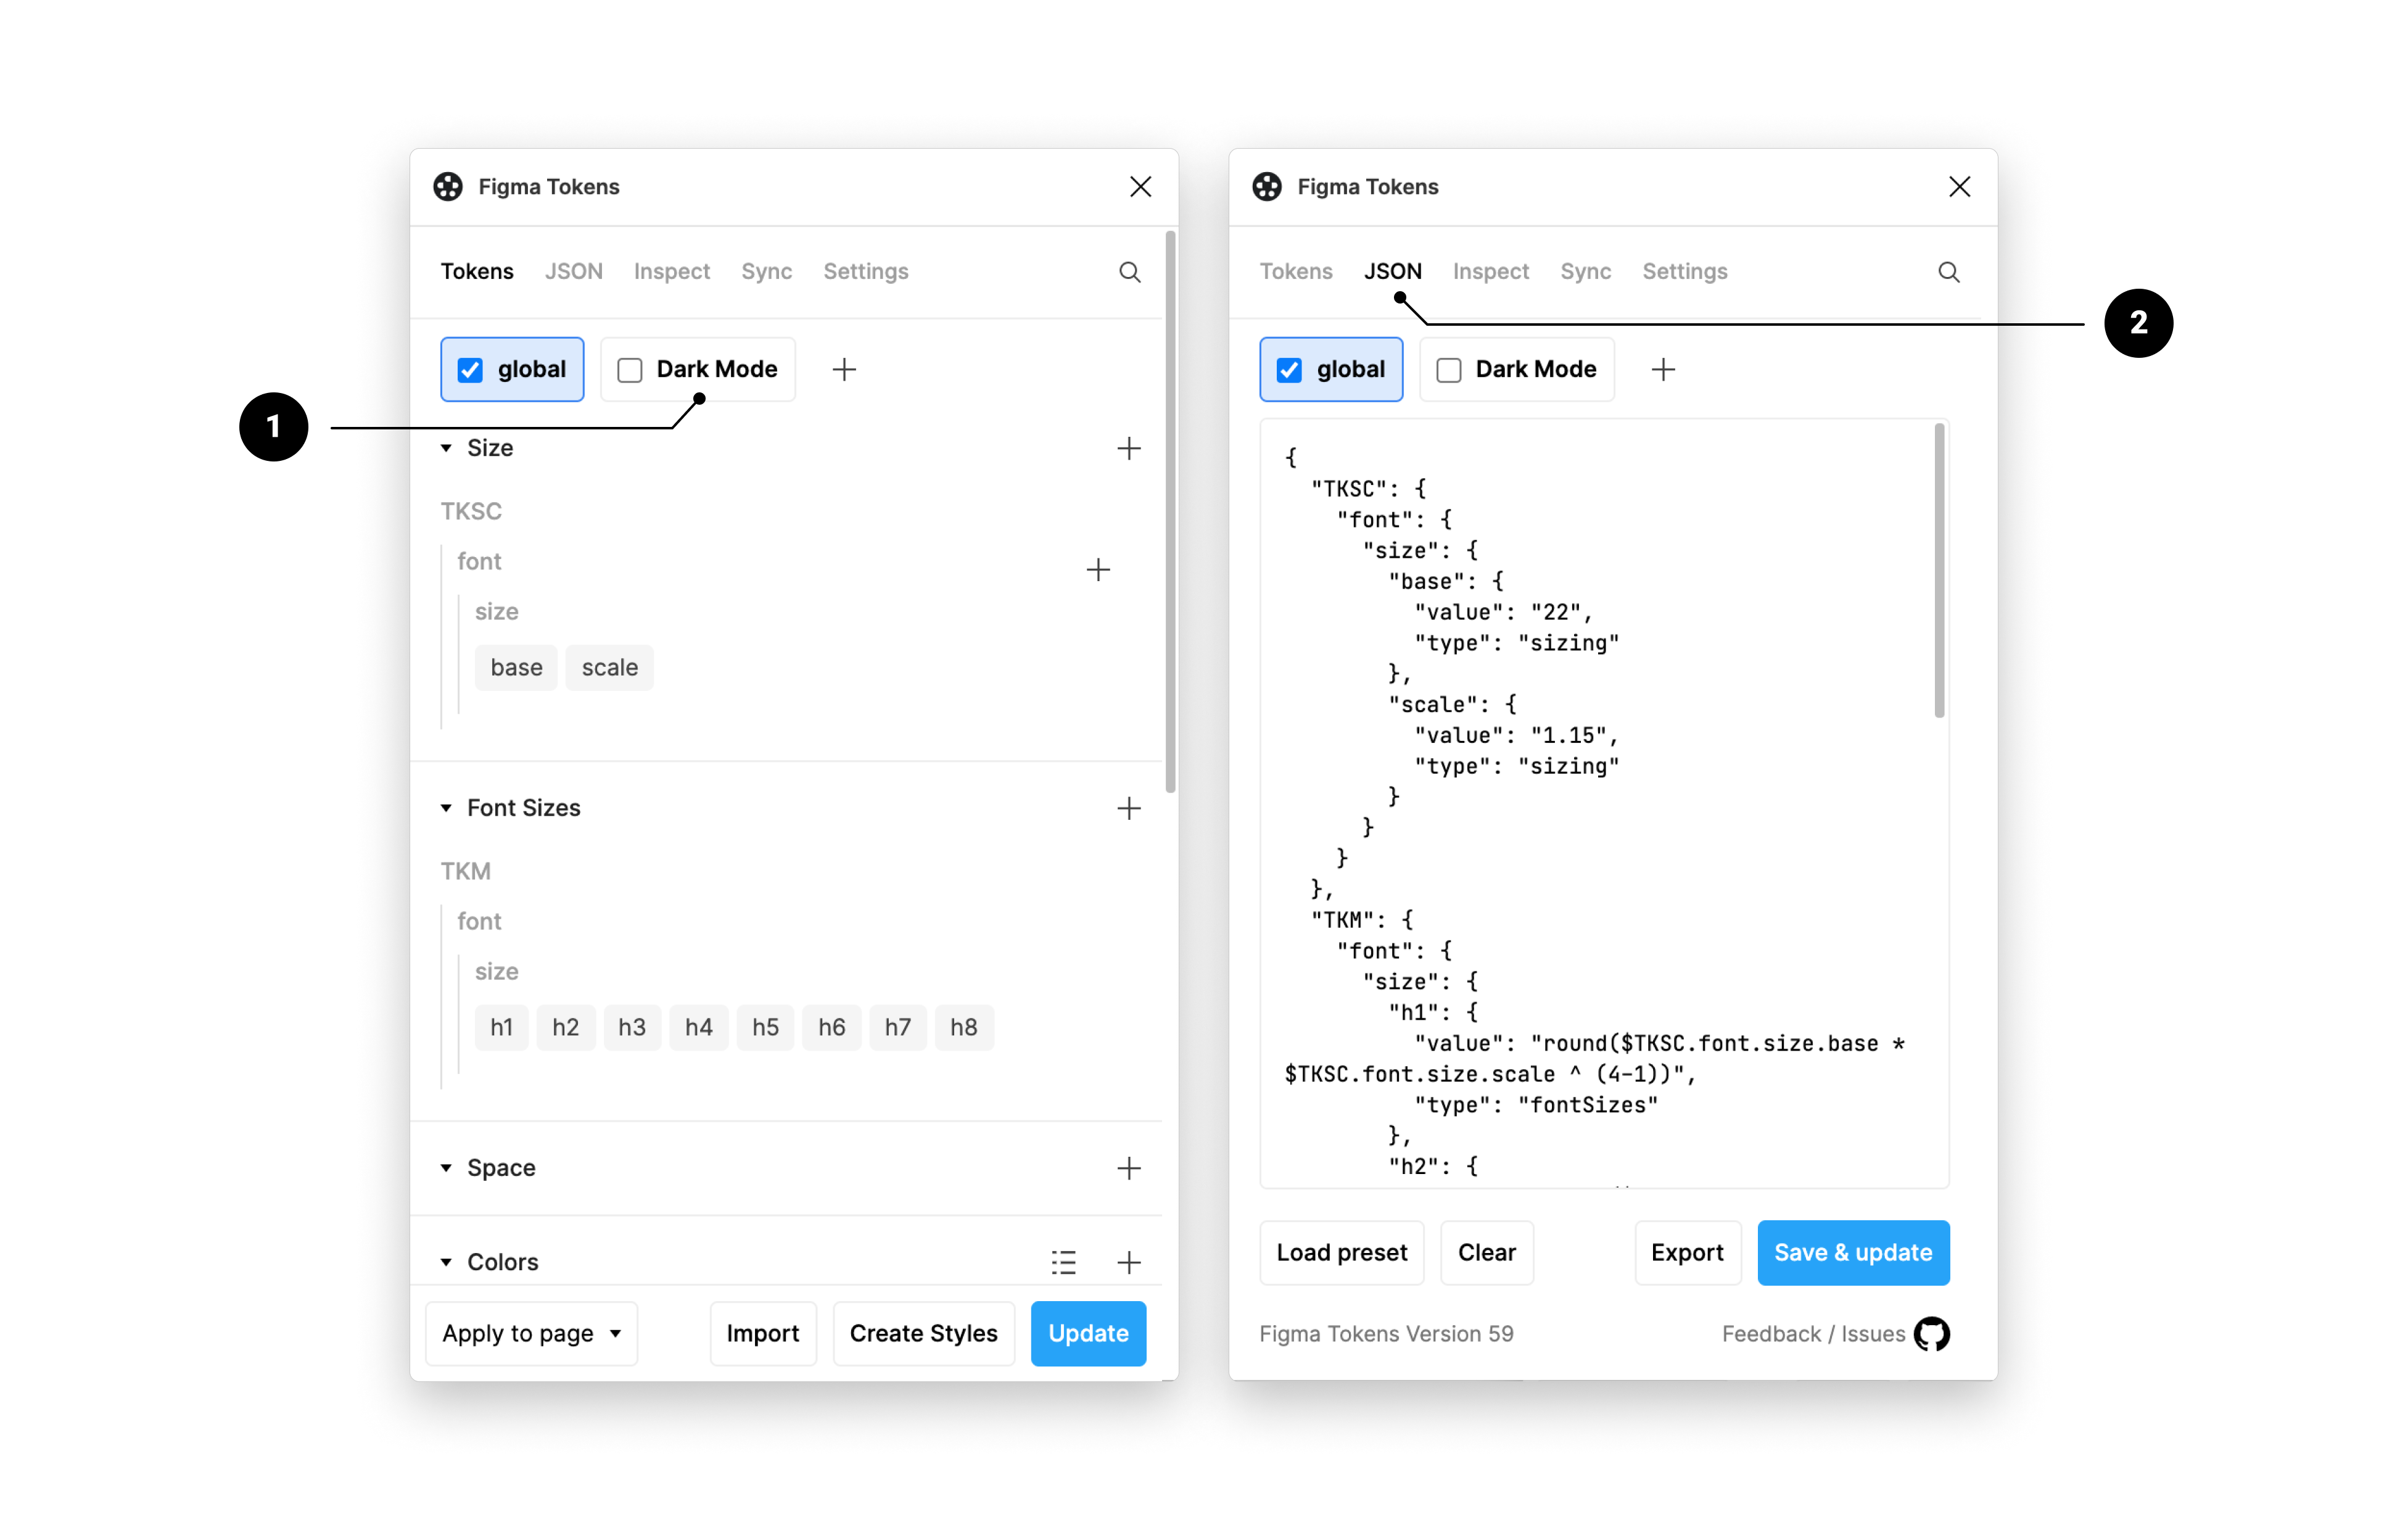 Figma Tokens
Tokens JSON Inspect Sync Settings
global Dark Mode
1
Size
TKSC
font
size
base scale
Font Sizes
TKM
font
size
h1 h2 h3 h4 h5 h6 h7 h8
Space
Colors
Apply to page Import Create Styles Update
Figma Tokens
Tokens JSON Inspect Sync Settings
2
global Dark Mode
{
"TKSC": {
"font": {
"size": {
"base": {
"value": "22",
"type": "sizing"
},
"scale": {
"value": "1.15",
"type": "sizing"
}
}
}
},
"TKM": {
"font": {
"size": {
"h1": {
"value": "round($TKSC.font.size.base *
$TKSC.font.size.scale ^ (4-1))",
"type": "fontSizes"
},
"h2": {
Load preset Clear Export Save & update
Figma Tokens Version 59 Feedback / Issues